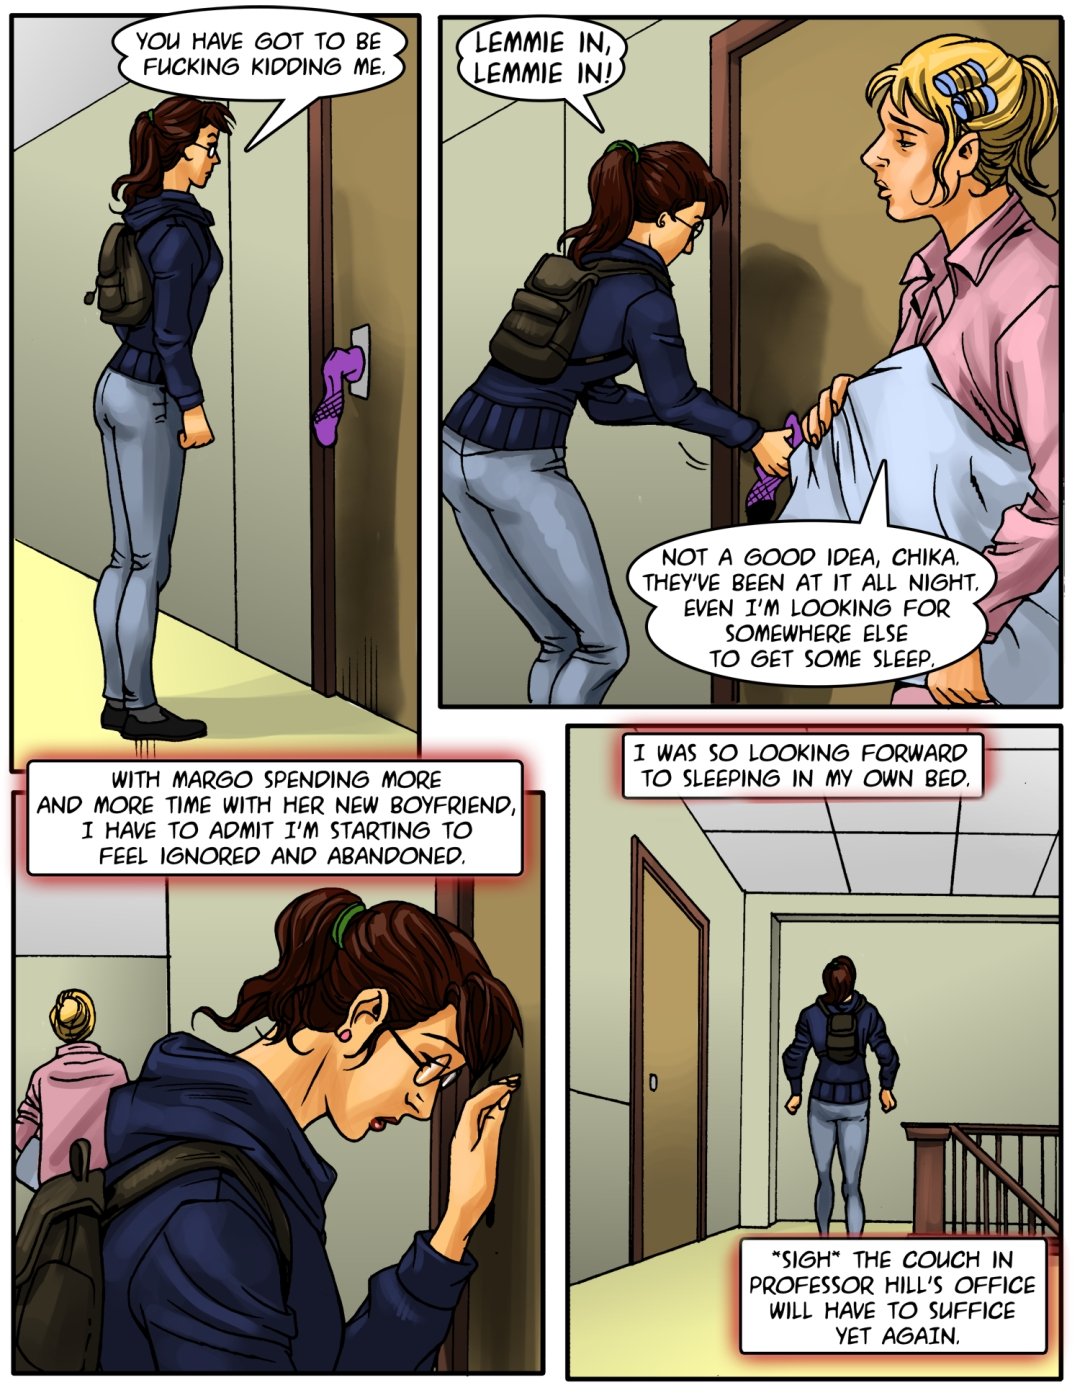 YOU HAVE GOT TO BE
FUCKING KIDDING ME.
LEMMIE IN,
LEMMIE IN!
NOT A GOOD IDEA, CHIKA.
THEY'VE BEEN AT IT ALL NIGHT.
EVEN I'M LOOKING FOR
SOMEWHERE ELSE
TO GET SOME SLEEP.
WITH MARGO SPENDING MORE
AND MORE TIME WITH HER NEW BOYFRIEND,
I HAVE TO ADMIT I'M STARTING TO
FEEL IGNORED AND ABANDONED.
I WAS SO LOOKING FORWARD
TO SLEEPING IN MY OWN BED.
*SIGH* THE COUCH IN
PROFESSOR HILL'S OFFICE
WILL HAVE TO SUFFICE
YET AGAIN.